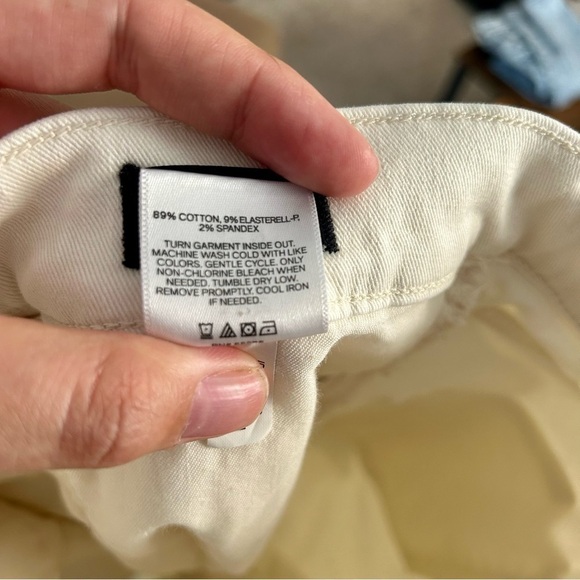 89% COTTON, 9% ELASTERELL-P,
2% SPANDEX
TURN GARMENT INSIDE OUT.
MACHINE WASH COLD WITH LIKE
COLORS. GENTLE CYCLE. ONLY
NON-CHLORINE BLEACH WHEN
NEEDED. TUMBLE DRY LOW.
REMOVE PROMPTLY. COOL IRON
IF NEEDED.